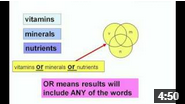 vitamins
minerals
nutrients
vitamins or minerals or nutrients
OR means results will
include ANY of the words
4:50